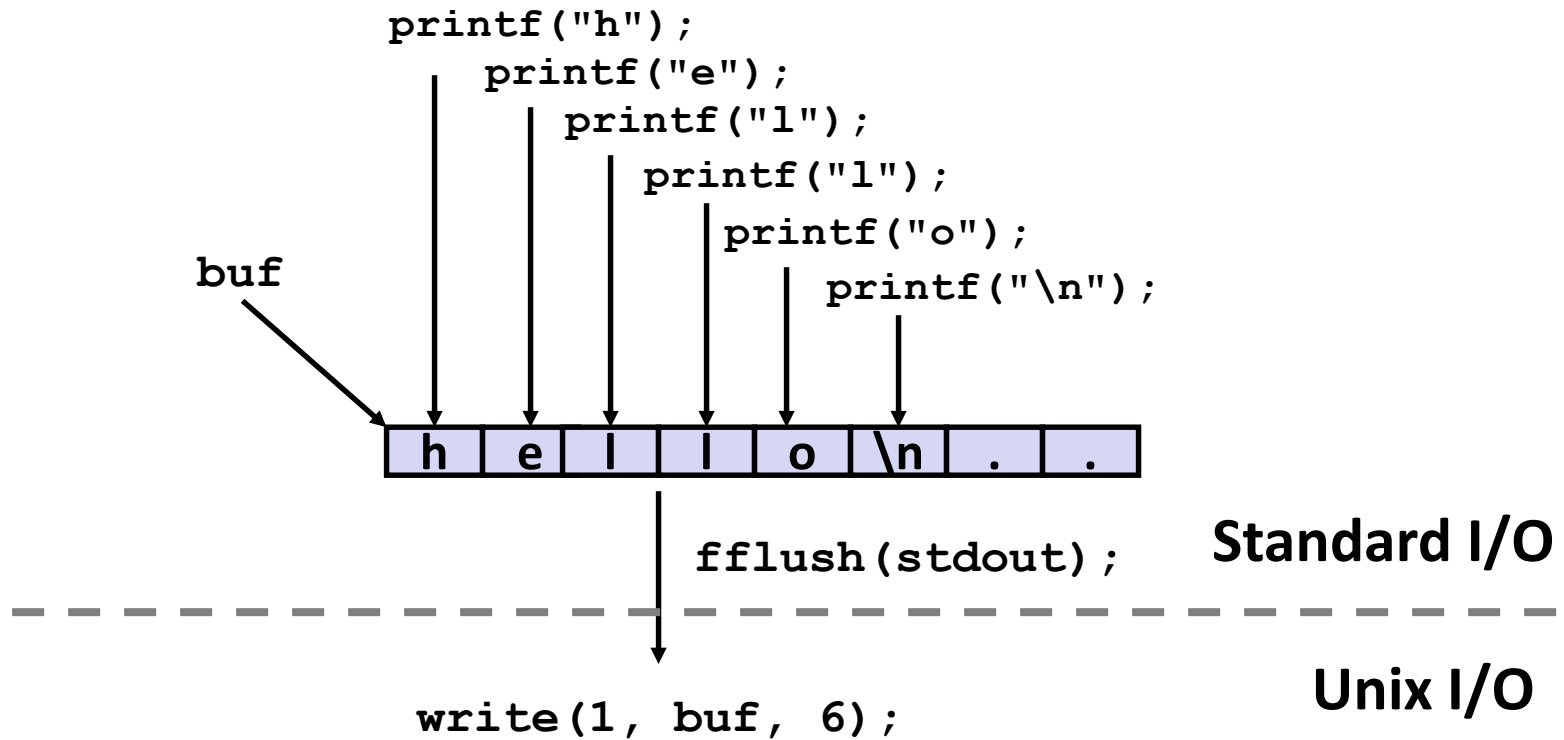 printf("h");
printf("e");
printf("l");
printf("l");
printf("o");
buf
printf("\n");
h e l l o \n . .
fflush(stdout);
Standard I/O
Unix I/O
write(1, buf, 6);